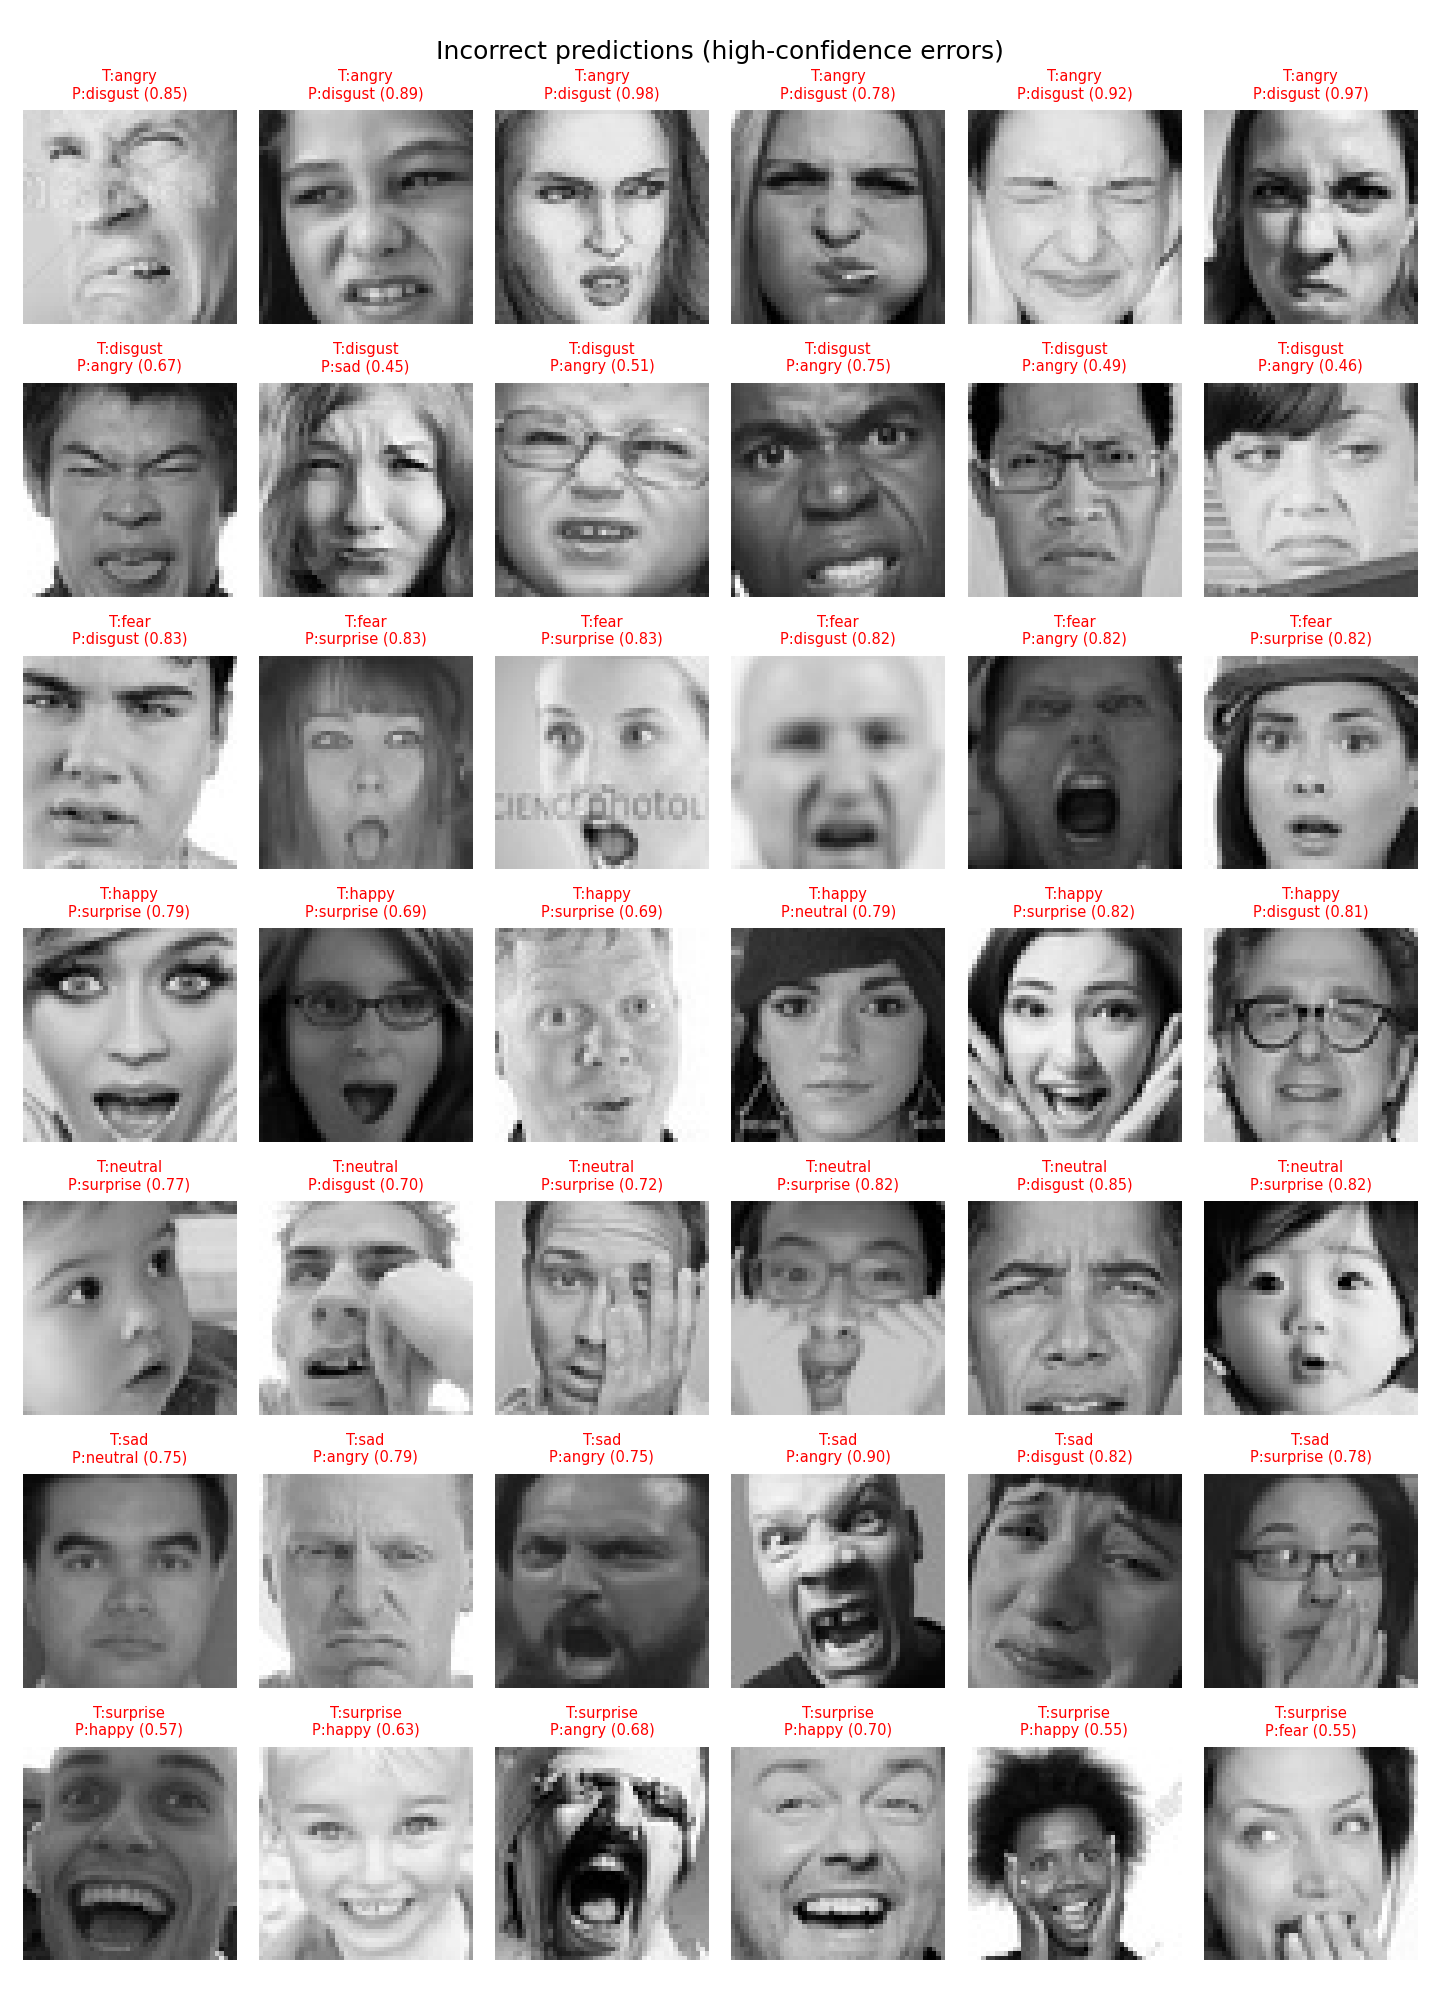 Incorrect predictions (high-confidence errors)
T:angry
P:disgust (0.85)
T:angry
P:disgust (0.89)
T:angry
P:disgust (0.98)
T:angry
P:disgust (0.78)
T:angry
P:disgust (0.92)
T:angry
P:disgust (0.97)
T:disgust
P:angry (0.67)
T:disgust
P:sad (0.45)
T:disgust
P:angry (0.51)
T:disgust
P:angry (0.75)
T:disgust
P:angry (0.49)
T:disgust
P:angry (0.46)
T:fear
P:disgust (0.83)
T:fear
P:surprise (0.83)
T:fear
P:surprise (0.83)
T:fear
P:disgust (0.82)
T:fear
P:angry (0.82)
T:fear
P:surprise (0.82)
CIENCEphotoL
T:happy
P:surprise (0.79)
T:happy
P:surprise (0.69)
T:happy
P:surprise (0.69)
T:happy
P:neutral (0.79)
T:happy
P:surprise (0.82)
T:happy
P:disgust (0.81)
T:neutral
P:surprise (0.77)
T:neutral
P:disgust (0.70)
T:neutral
P:surprise (0.72)
T:neutral
P:surprise (0.82)
T:neutral
P:disgust (0.85)
T:neutral
P:surprise (0.82)
T:sad
P:neutral (0.75)
T:sad
P:angry (0.79)
T:sad
P:angry (0.75)
T:sad
P:angry (0.90)
T:sad
P:disgust (0.82)
T:sad
P:surprise (0.78)
T:surprise
P:happy (0.57)
T:surprise
P:happy (0.63)
T:surprise
P:angry (0.68)
T:surprise
P:happy (0.70)
T:surprise
P:happy (0.55)
T:surprise
P:fear (0.55)